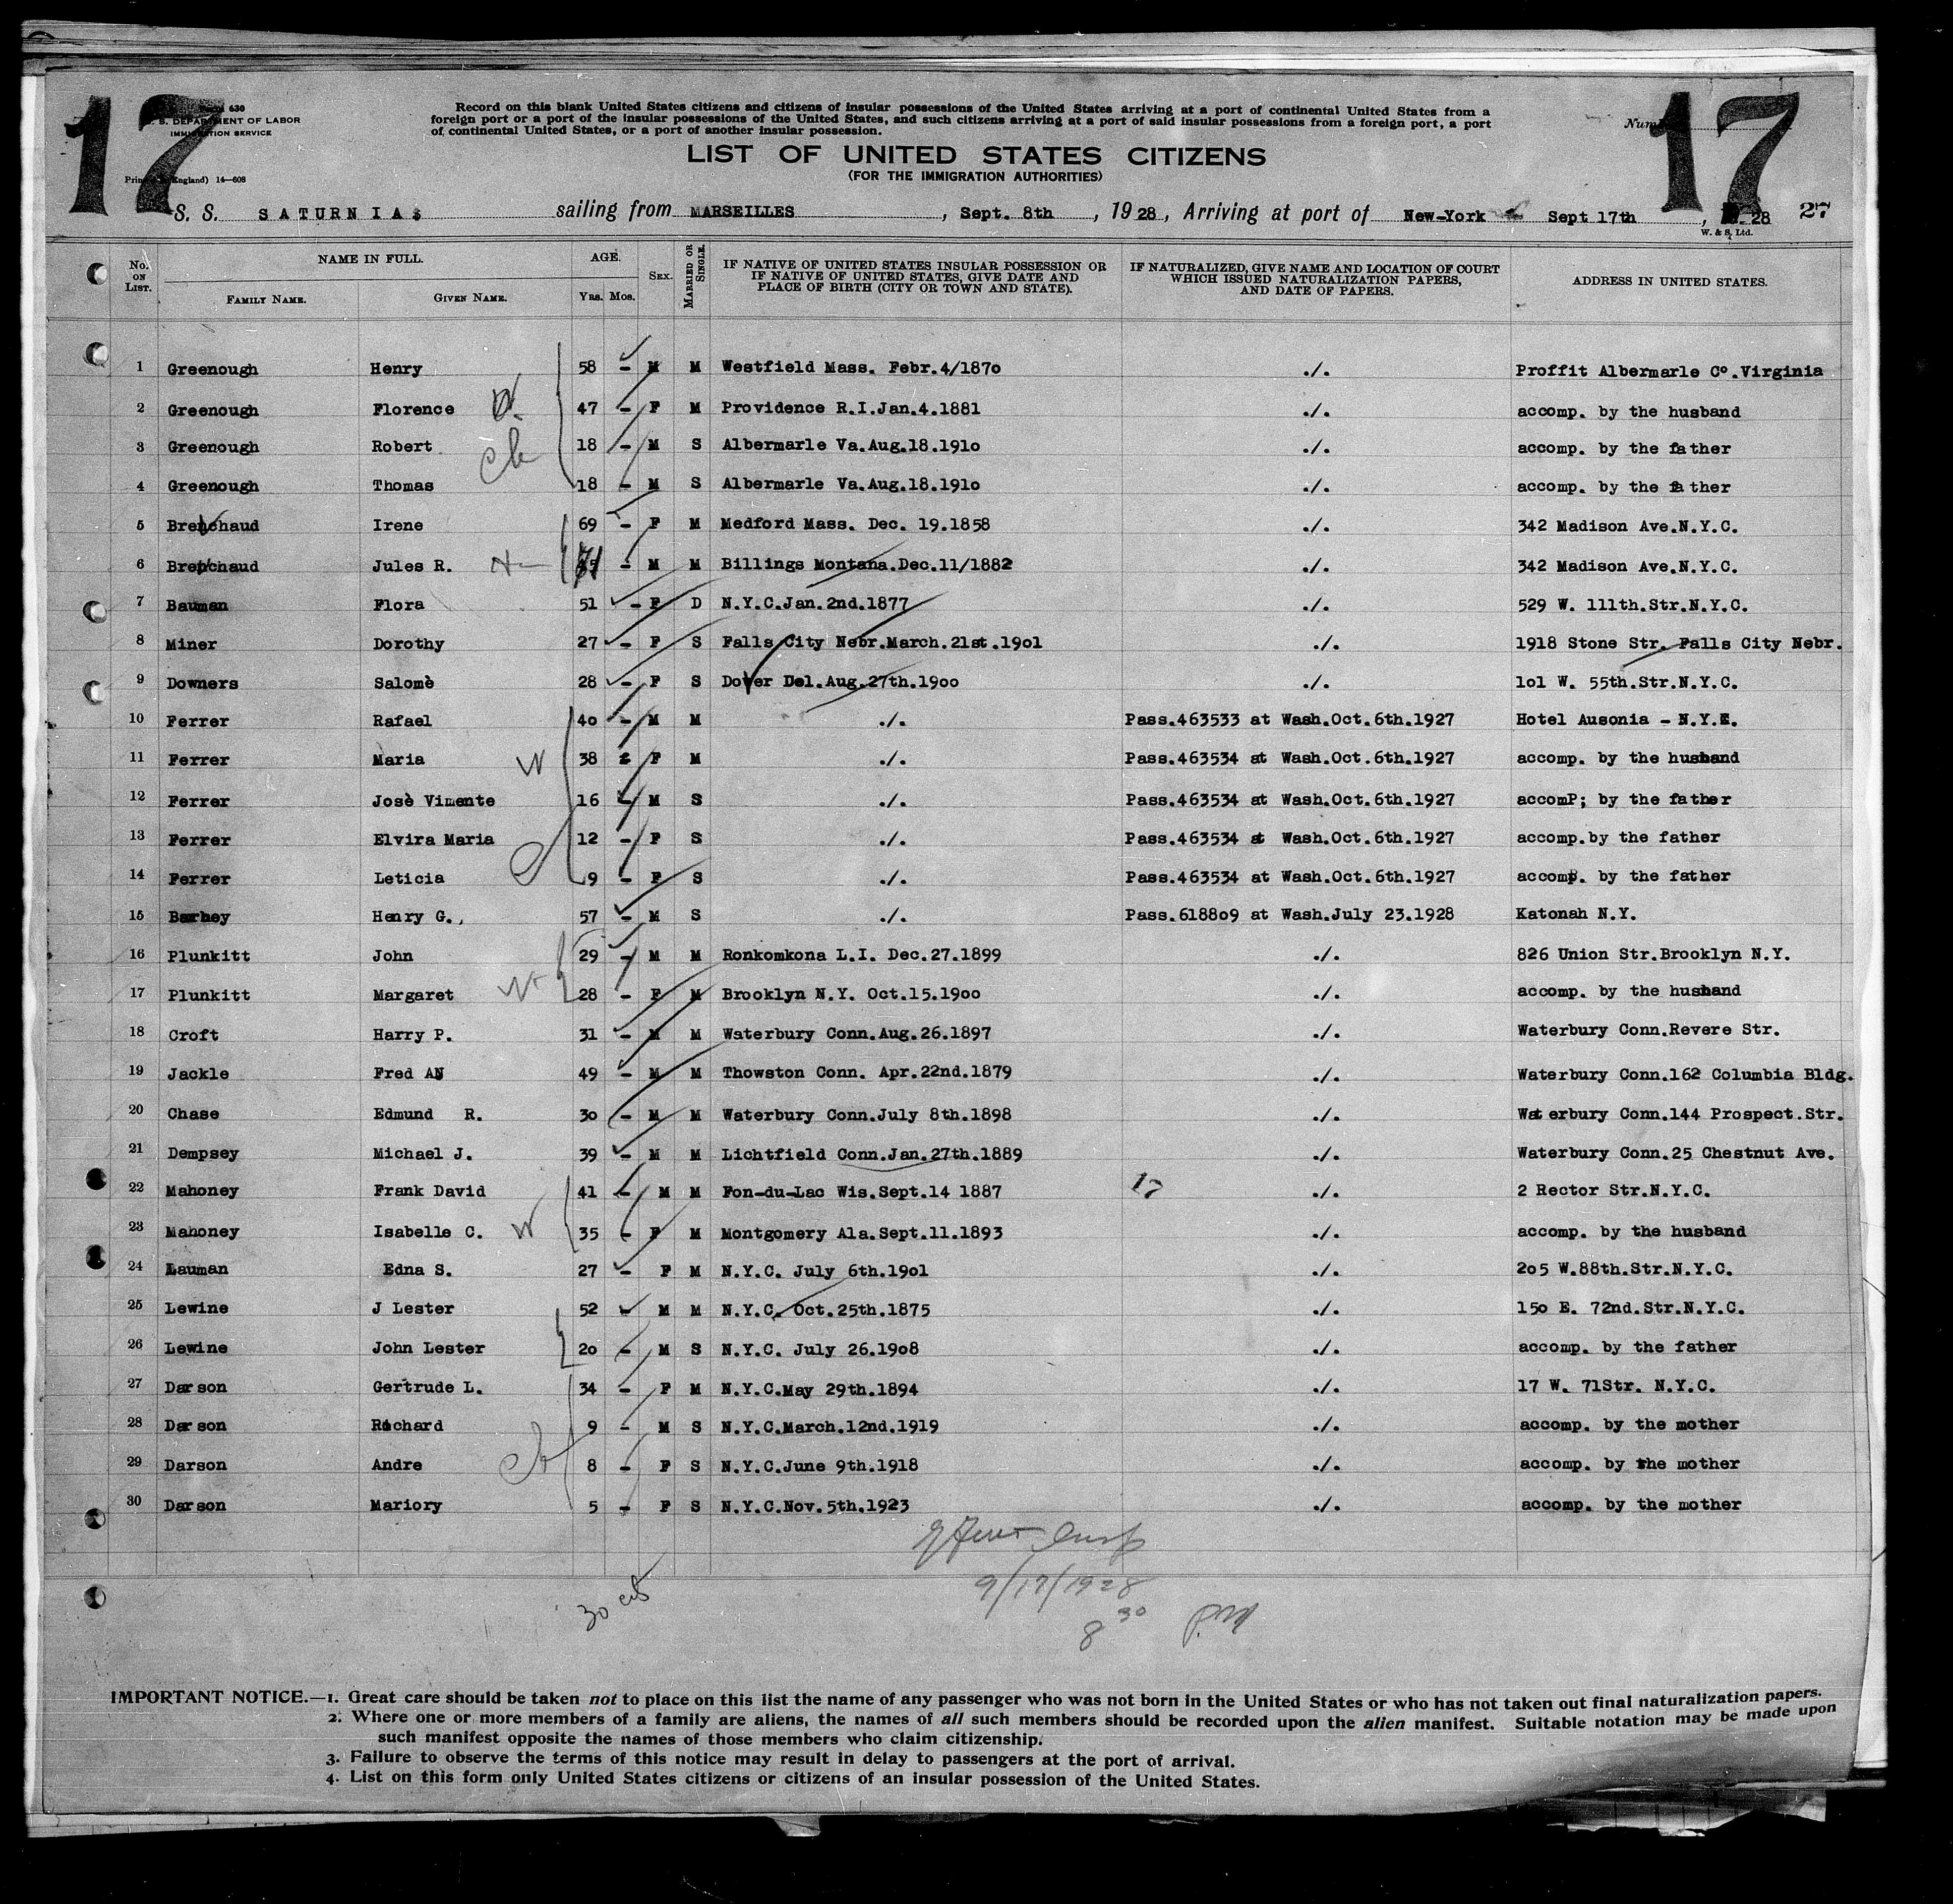 17
630
S. DEPARTMENT OF LABOR
IMMIGRATION SERVICE
England) 14—608
Record on this blank United States citizens and citizens of insular possessions of the United States arriving at a port of continental United States from a
foreign port or a port of the insular possessions of the United States, and such citizens arriving at a port of said insular possessions from a foreign port, a port
of continental United States, or a port of another insular possession.
17
LIST OF UNITED STATES CITIZENS
(FOR THE IMMIGRATION AUTHORITIES)
S. S. SATURNIA sailing from MARSEILLES, Sept. 8th, 1928, Arriving at port of New-York Sept 17th, 28 27
W. & S, Ltd.
No. ON LIST. NAME IN FULL. FAMILY NAME. GIVEN NAME. AGE. Yrs. Mos. SEX. MARRIED OR SINGLE. IF NATIVE OF UNITED STATES INSULAR POSSESSION OR IF NATIVE OF UNITED STATES, GIVE DATE AND PLACE OF BIRTH (CITY OR TOWN AND STATE). IF NATURALIZED, GIVE NAME AND LOCATION OF COURT WHICH ISSUED NATURALIZATION PAPERS, AND DATE OF PAPERS. ADDRESS IN UNITED STATES.
1 Greenough Henry 58 - M M Westfield Mass. Febr.4/1870 ./. Proffit Albermarle Co.Virginia
2 Greenough Florence 47 - F M Providence R.I.Jan.4.1881 ./. accomp. by the husband
3 Greenough Robert 18 - M S Albermarle Va.Aug.18.1910 ./. accomp. by the father
4 Greenough Thomas 18 - M S Albermarle Va.Aug.18.1910 ./. accomp. by the father
5 Brenchaud Irene 69 - F M Medford Mass. Dec. 19.1858 ./. 342 Madison Ave.N.Y.C.
6 Brenchaud Jules R. - M M Billings Montana.Dec.11/1882 ./. 342 Madison Ave.N.Y.C.
7 Bauman Flora 51 - F D N.Y.C.Jan.2nd.1877 ./. 529 W. 111th.Str.N.Y.C.
8 Miner Dorothy 27 - F S Falls City Nebr.March.21st.1901 ./. 1918 Stone Str. Falls City Nebr.
9 Downers Salomè 28 - F S Dover Del.Aug.27th.1900 ./. 101 W. 55th.Str.N.Y.C.
10 Ferrer Rafael 40 - M M ./. Pass.463533 at Wash.Oct.6th.1927 Hotel Ausonia - N.Y.E.
11 Ferrer Maria 38 F M ./. Pass.463534 at Wash.Oct.6th.1927 accomp. by the husband
12 Ferrer Josè Vimente 16 - M S ./. Pass.463534 at Wash.Oct.6th.1927 accomP; by the father
13 Ferrer Elvira Maria 12 - F S ./. Pass.463534 at Wash.Oct.6th.1927 accomp.by the father
14 Ferrer Leticia 9 - F S ./. Pass.463534 at Wash.Oct.6th.1927 accomp. by the father
15 Henry G., 57 - M S ./. Pass.618809 at Wash.July 23.1928 Katonah N.Y.
16 Plunkitt John 29 - M M Ronkomkona L.I. Dec.27.1899 ./. 826 Union Str.Brooklyn N.Y.
17 Plunkitt Margaret 28 - F M Brooklyn N.Y. Oct.15.1900 ./. accomp. by the husband
18 Croft Harry P. 31 - M M Waterbury Conn.Aug.26.1897 ./. Waterbury Conn.Revere Str.
19 Jackle Fred 49 - M M Thowston Conn. Apr.22nd.1879 ./. Waterbury Conn.162 Columbia Bldg.
20 Chase Edmund R. 30 - M M Waterbury Conn.July 8th.1898 ./. Waterbury Conn.144 Prospect.Str.
21 Dempsey Michael J. 39 - M M Lichtfield Conn.Jan.27th.1889 ./. Waterbury Conn.25 Chestnut Ave.
22 Mahoney Frank David 41 - M M Fon-du-Lac Wis.Sept.14 1887 17 ./. 2 Rector Str.N.Y.C.
23 Mahoney Isabelle C. W 35 - F M Montgomery Ala.Sept.11.1893 ./. accomp. by the husband
24 Lauman Edna S. 27 - F M N.Y.C. July 6th.1901 ./. 205 W.88th.Str.N.Y.C.
25 Lewine J Lester 52 - M M N.Y.C. Oct.25th.1875 ./. 150 E. 72nd.Str.N.Y.C.
26 Lewine John Lester 20 - M S N.Y.C. July 26.1908 ./. accomp. by the father
27 Darson Gertrude L. 34 - F M N.Y.C.May 29th.1894 ./. 17 W. 71Str. N.Y.C.
28 Darson Richard 9 - M S N.Y.C.March.12nd.1919 ./. accomp. by the mother
29 Darson Andre 8 - F S N.Y.C.June 9th.1918 ./. accomp. by the mother
30 Darson Mariory 5 - F S N.Y.C.Nov.5th.1923 ./. accomp. by the mother
9/17/1928
30
8 30 P.M
IMPORTANT NOTICE.—1. Great care should be taken not to place on this list the name of any passenger who was not born in the United States or who has not taken out final naturalization papers.
2. Where one or more members of a family are aliens, the names of all such members should be recorded upon the alien manifest. Suitable notation may be made upon
such manifest opposite the names of those members who claim citizenship.
3. Failure to observe the terms of this notice may result in delay to passengers at the port of arrival.
4. List on this form only United States citizens or citizens of an insular possession of the United States.